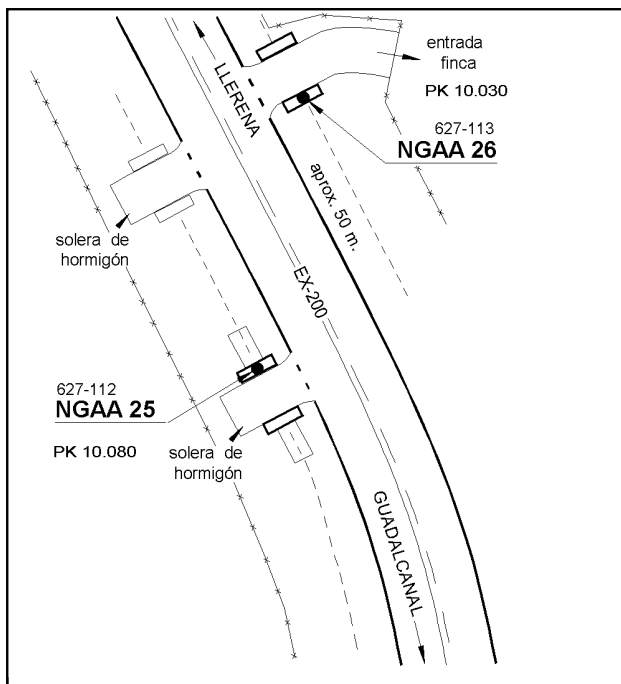 LLERENA
entrada
finca
PK 10.030
627-113
NGAA 26
aprox. 50 m.
solera de
hormigón
EX-200
627-112
NGAA 25
PK 10.080
solera de
hormigón
GUADALCANAL